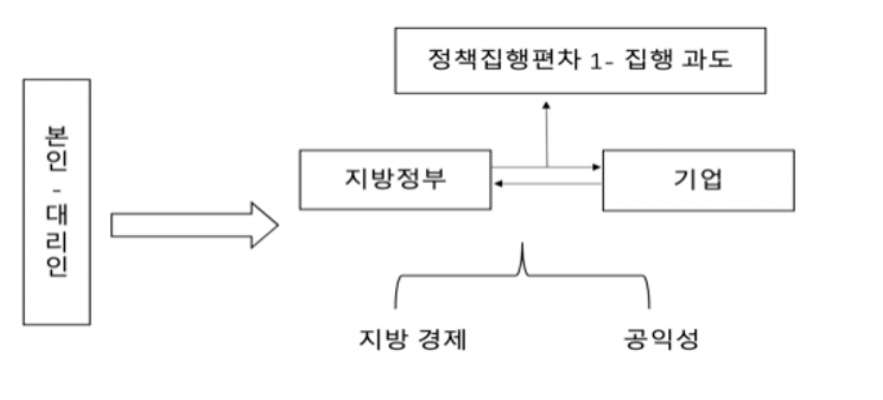 정책집행편차 1- 집행 과도
본인-대리인
지방정부
기업
지방 경제
공익성